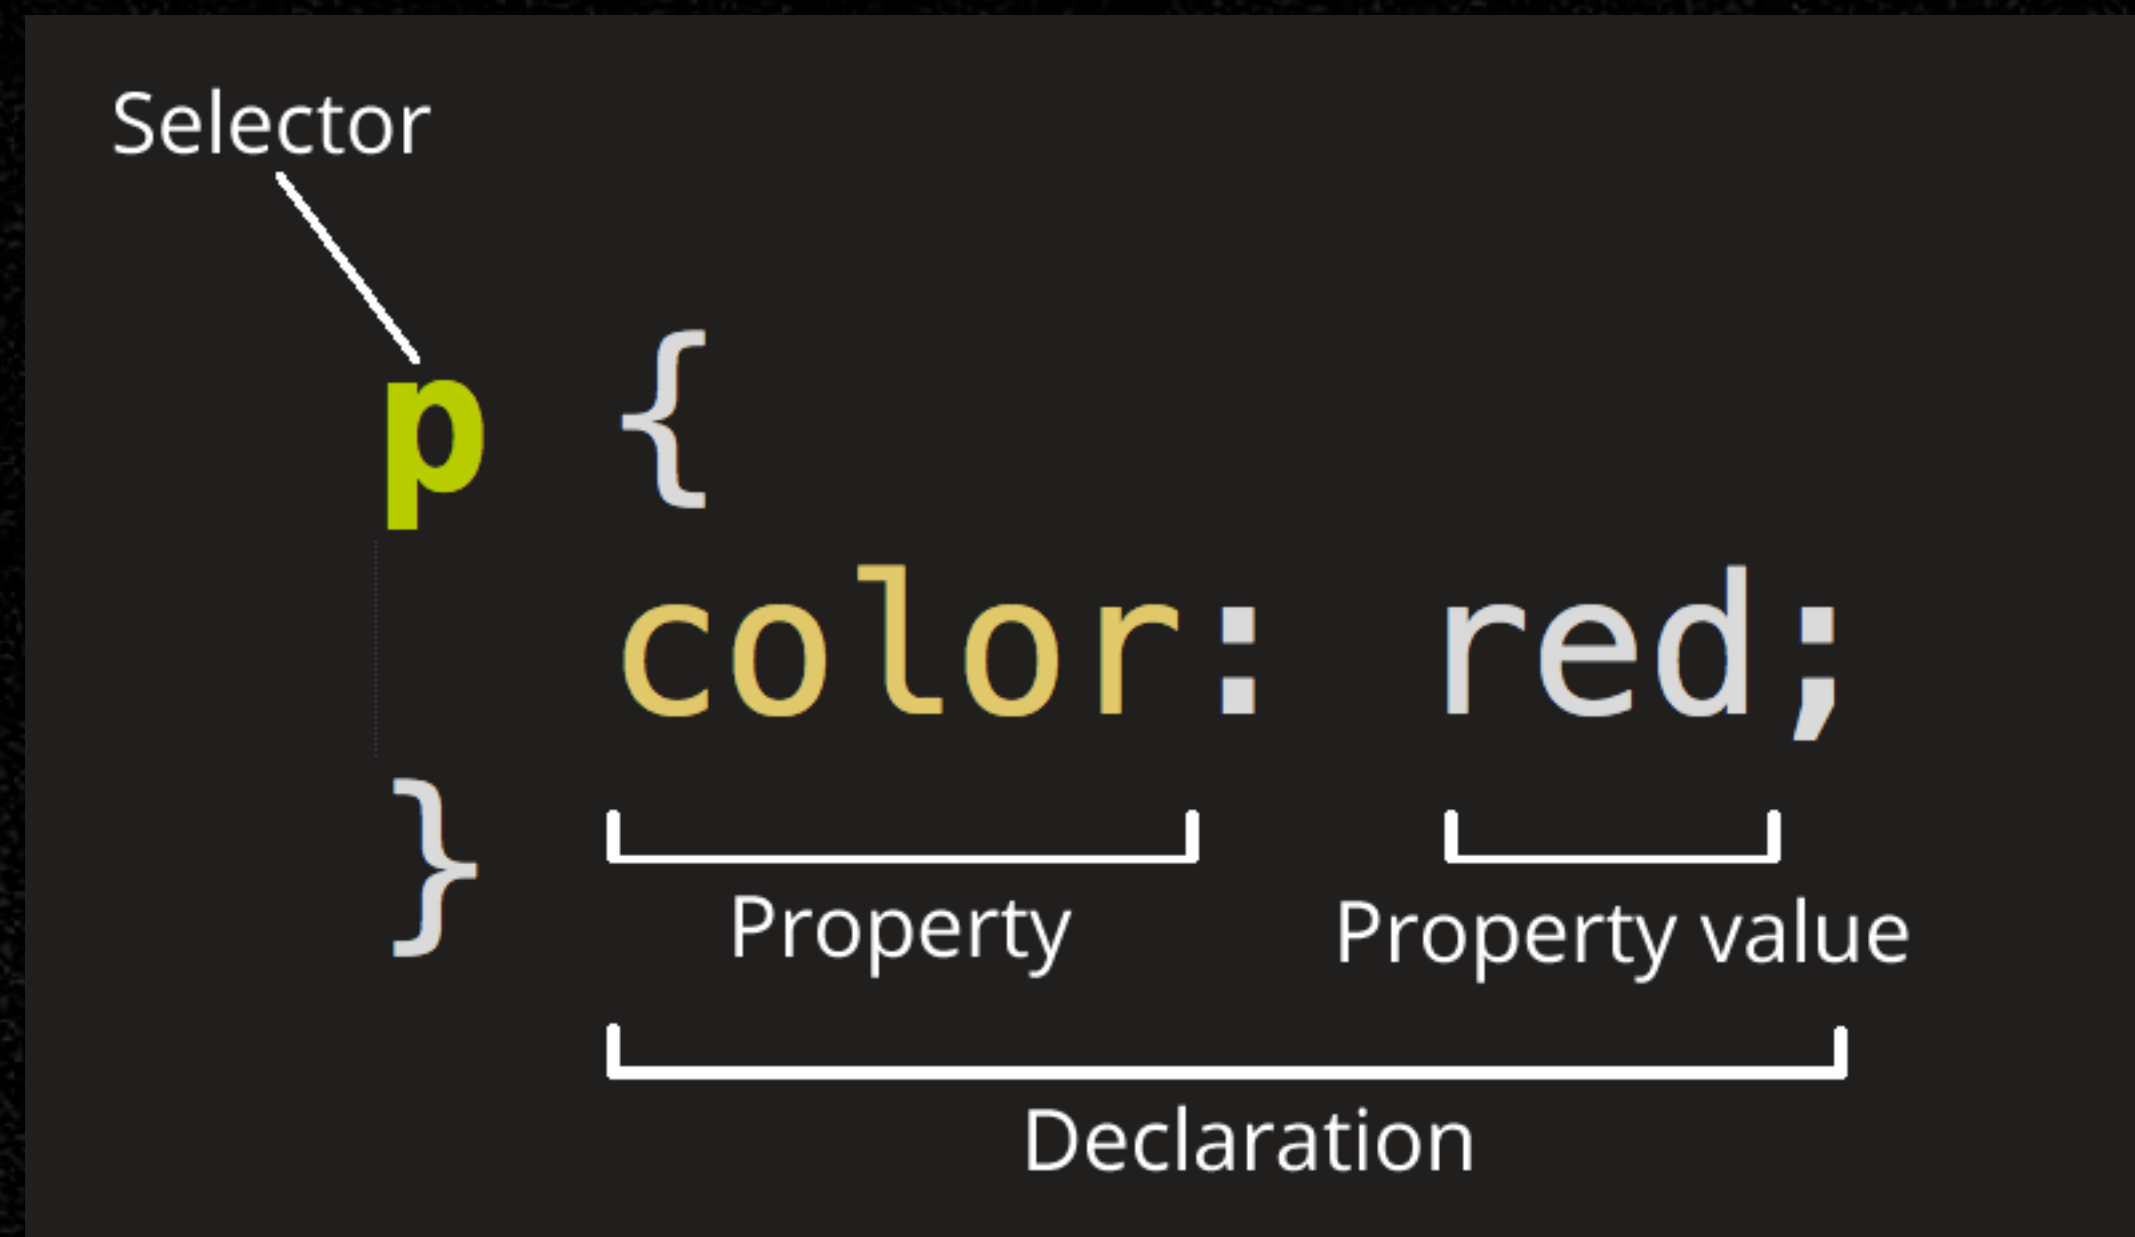 Selector
p {
color: red;
}
Property Property value
Declaration